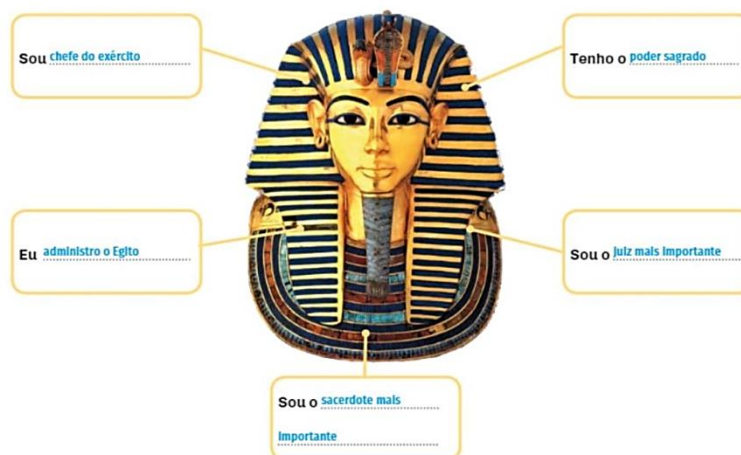 Sou chefe do exército
Tenho o poder sagrado
Eu administro o Egito
Sou o juiz mais importante
Sou o sacerdote mais
importante